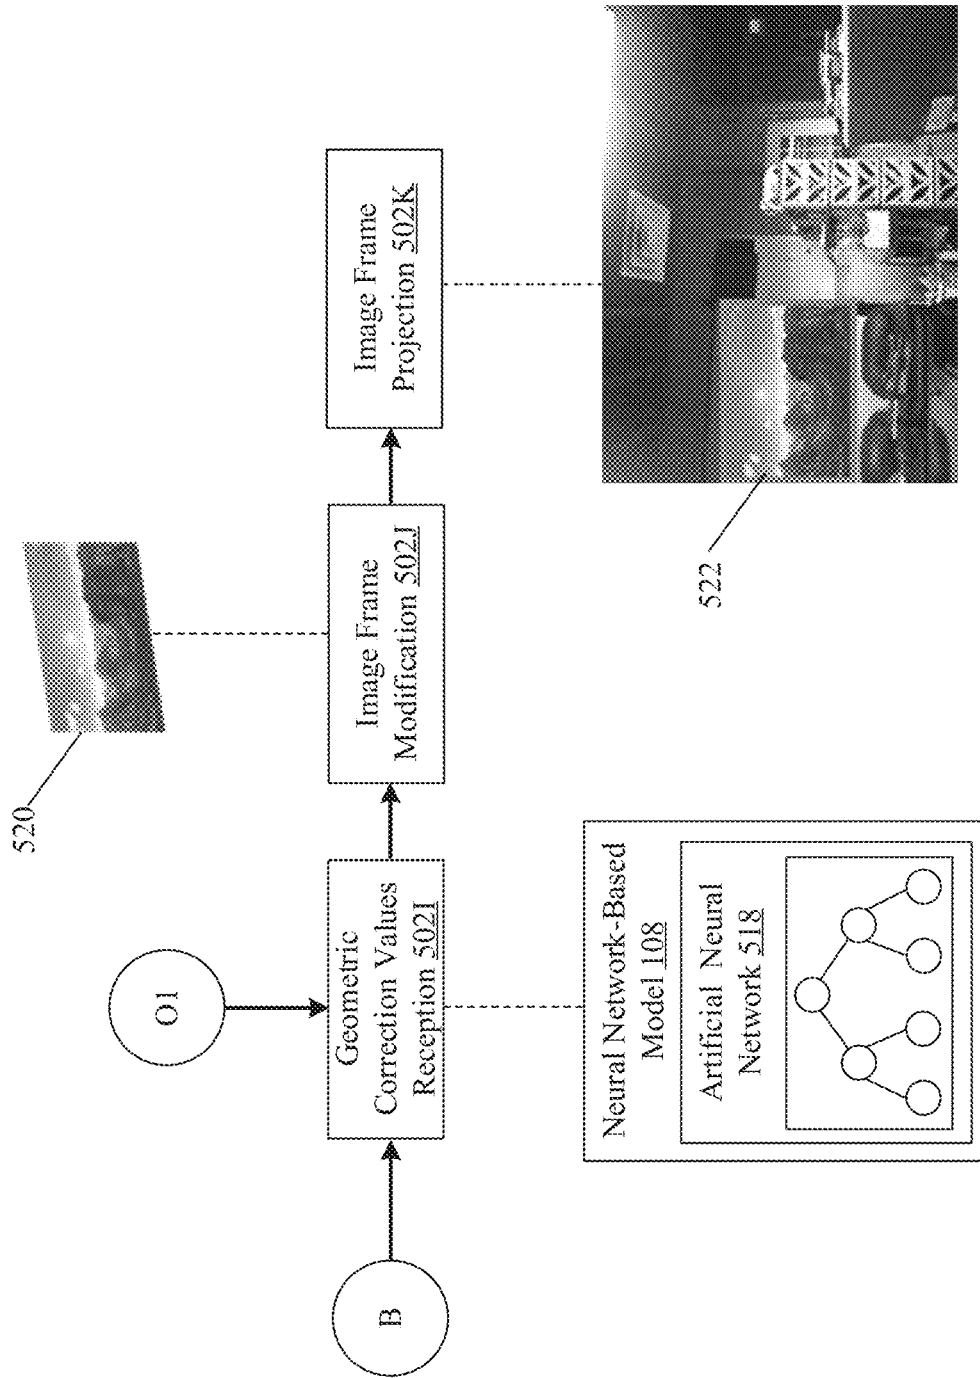 B
O1
Geometric
Correction Values
Reception 502I
Neural Network-Based
Model 108
Artificial Neural
Network 518
520
Image Frame
Modification 502J
Image Frame
Projection 502K
522